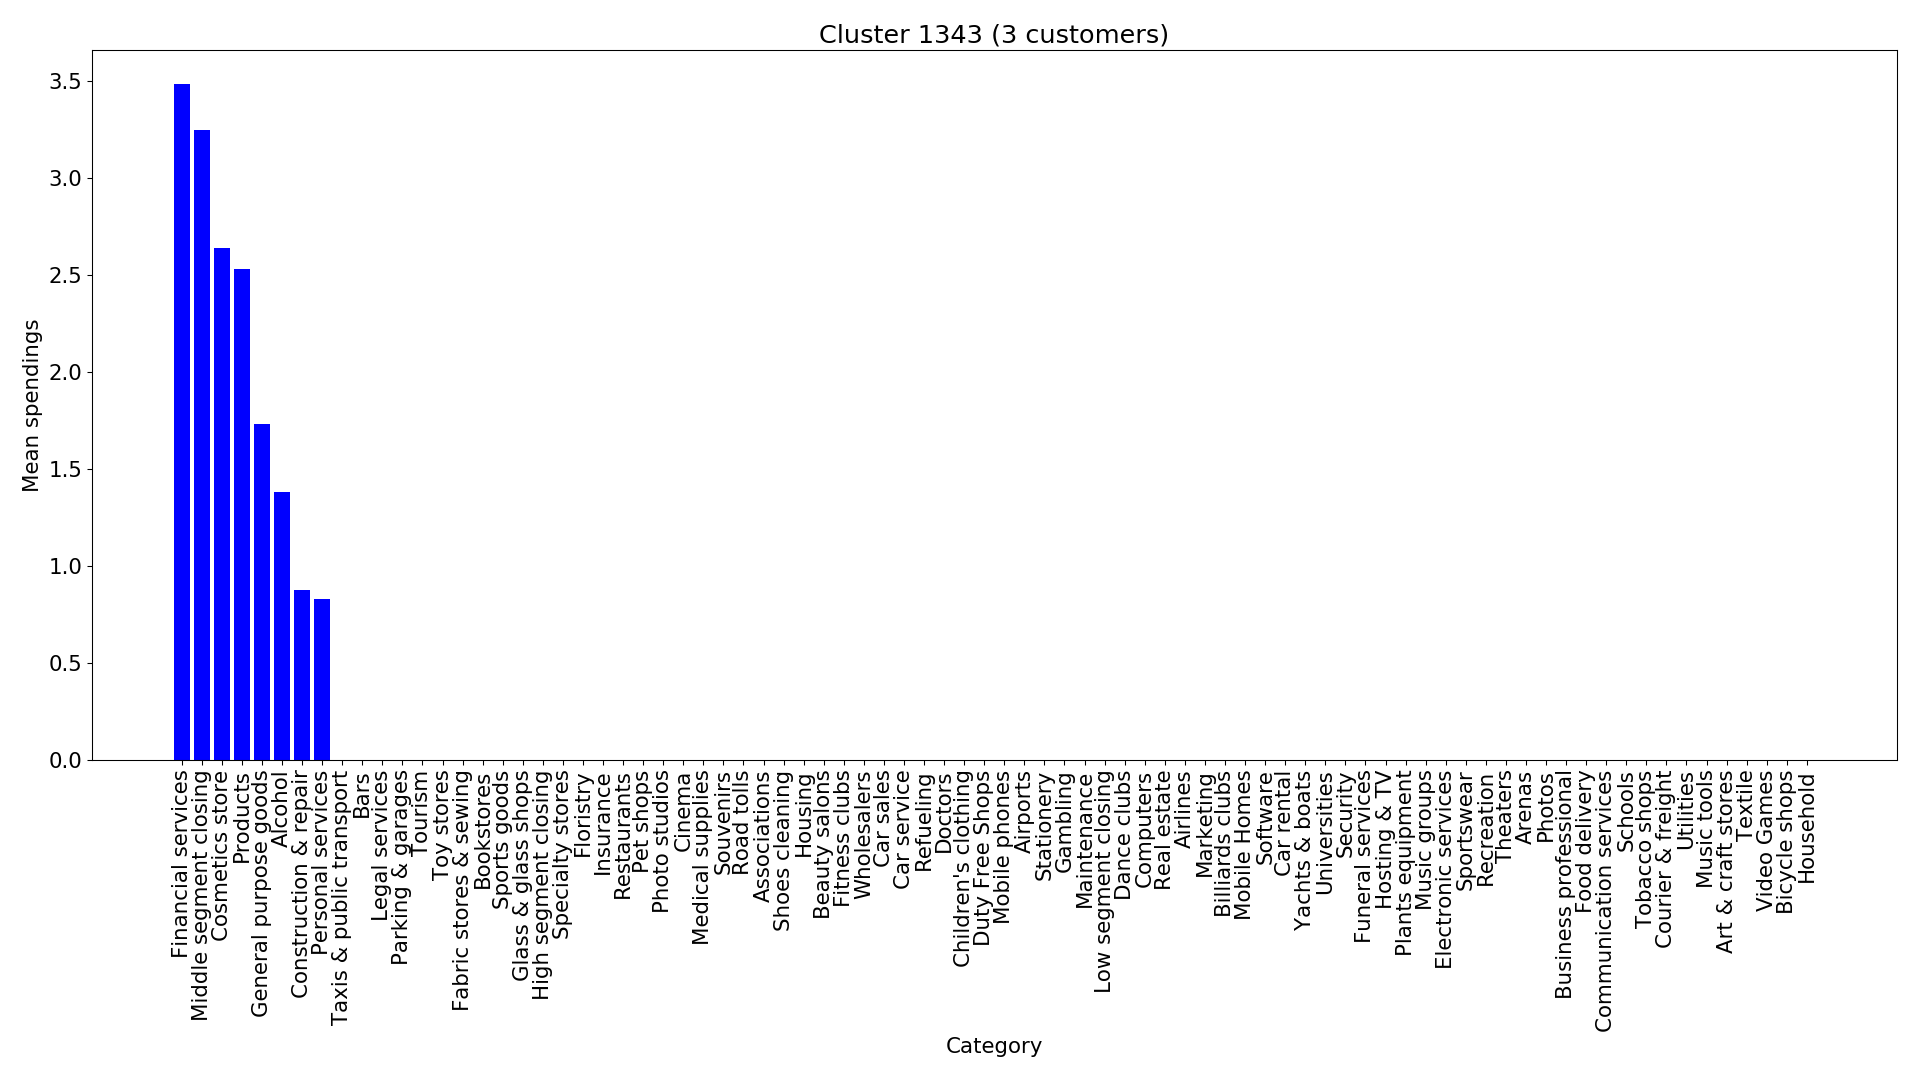 Cluster 1343 (3 customers)
Mean spendings
3.5
3.0
2.5
2.0
1.5
1.0
0.5
0.0
Financial services
Middle segment closing
Cosmetics store
Products
General purpose goods
Alcohol
Construction & repair
Personal services
Taxis & public transport
Bars
Legal services
Parking & garages
Tourism
Toy stores
Fabric stores & sewing
Bookstores
Sports goods
Glass & glass shops
High segment closing
Specialty stores
Floristry
Insurance
Restaurants
Pet shops
Photo studios
Cinema
Medical supplies
Souvenirs
Road tolls
Associations
Shoes cleaning
Housing
Beauty salons
Fitness clubs
Wholesalers
Car sales
Car service
Refueling
Doctors
Children's clothing
Duty Free Shops
Mobile phones
Airports
Stationery
Gambling
Maintenance
Low segment closing
Dance clubs
Computers
Real estate
Airlines
Marketing
Billiards clubs
Mobile Homes
Software
Car rental
Yachts & boats
Universities
Security
Funeral services
Hosting & TV
Plants equipment
Music groups
Electronic services
Sportswear
Recreation
Theaters
Arenas
Photos
Business professional
Food delivery
Communication services
Schools
Tobacco shops
Courier & freight
Utilities
Music tools
Art & craft stores
Textile
Video Games
Bicycle shops
Household
Category